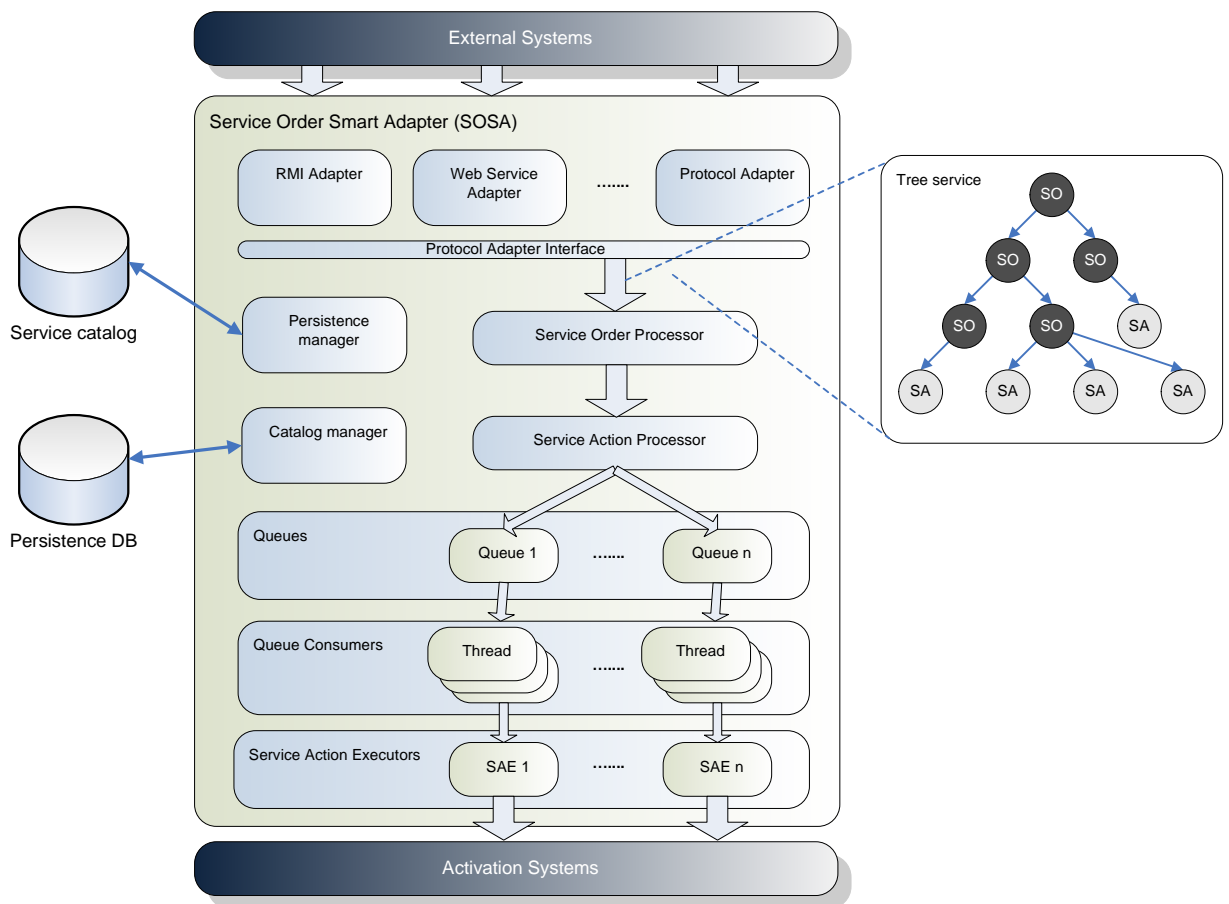 External Systems
Service Order Smart Adapter (SOSA)
RMI Adapter
Web Service
Adapter
.......
Protocol Adapter
Protocol Adapter Interface
Tree service
SO
SO
SO
SO
SO
SA
SA
SA
SA
SA
Service catalog
Persistence
manager
Service Order Processor
Persistence DB
Catalog manager
Service Action Processor
Queues
Queue 1
.......
Queue n
Queue Consumers
Thread
.......
Thread
Service Action Executors
SAE 1
.......
SAE n
Activation Systems